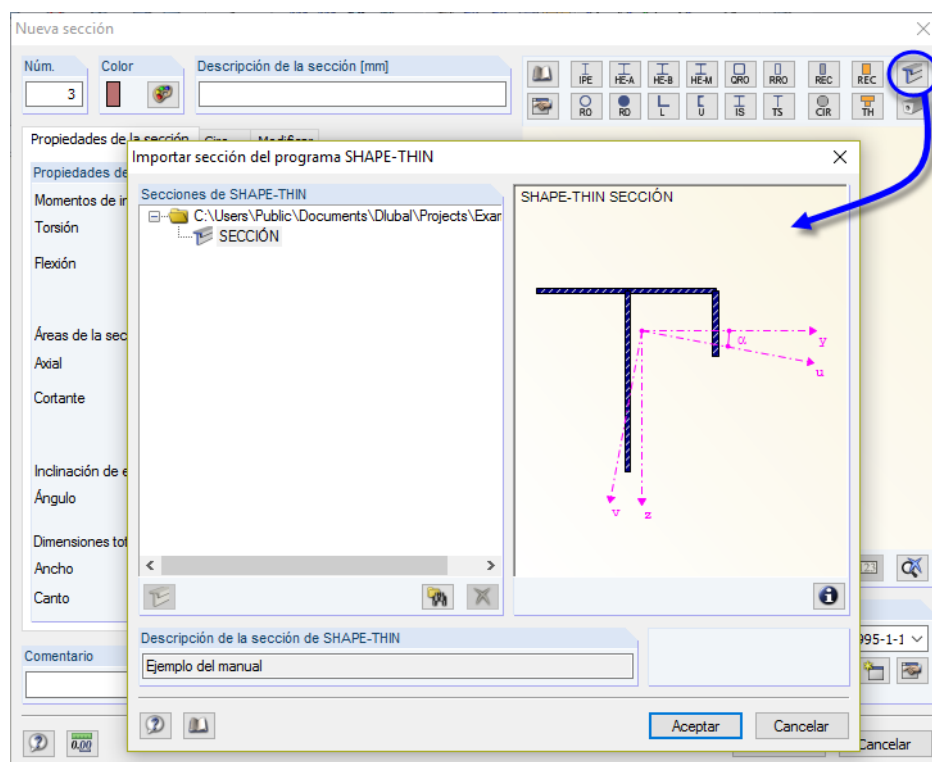 Nueva sección
Núm.
Color
Descripción de la sección [mm]
3
IPE HE-A HE-B HE-M QRO RRO REC REC
RO RD L U IS TS CIR TH
Propiedades de la sección
Modificar
Propiedades de
Momentos de in
Torsión
Flexión
Áreas de la sec
Axial
Cortante
Inclinación de e
Ángulo
Dimensiones tot
Ancho
Canto
Comentario
0.00
Importar sección del programa SHAPE-THIN
Secciones de SHAPE-THIN
C:\Users\Public\Documents\Dlubal\Projects\Exar
SECCIÓN
SHAPE-THIN SECCIÓN
α
y
u
v
z
Descripción de la sección de SHAPE-THIN
Ejemplo del manual
Aceptar
Cancelar
995-1-1
Cancelar